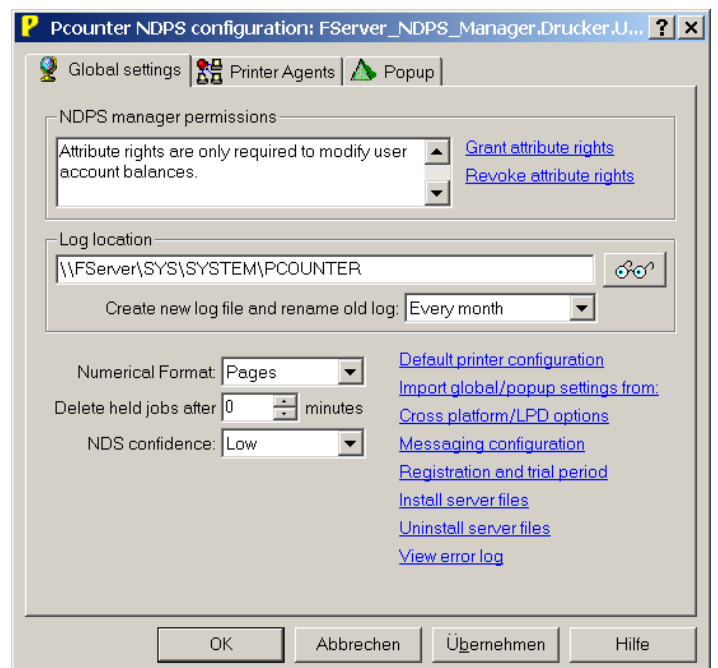 Pcounter NDPS configuration: FServer_NDPS_Manager.Drucker.U...
Global settings
Printer Agents
Popup
NDPS manager permissions
Attribute rights are only required to modify user
account balances.
Grant attribute rights
Revoke attribute rights
Log location
\\FServer\SYS\SYSTEM\PCOUNTER
Create new log file and rename old log: Every month
Numerical Format: Pages
Delete held jobs after 0 minutes
NDS confidence: Low
Default printer configuration
Import global/popup settings from:
Cross platform/LPD options
Messaging configuration
Registration and trial period
Install server files
Uninstall server files
View error log
OK
Abbrechen
Übernehmen
Hilfe